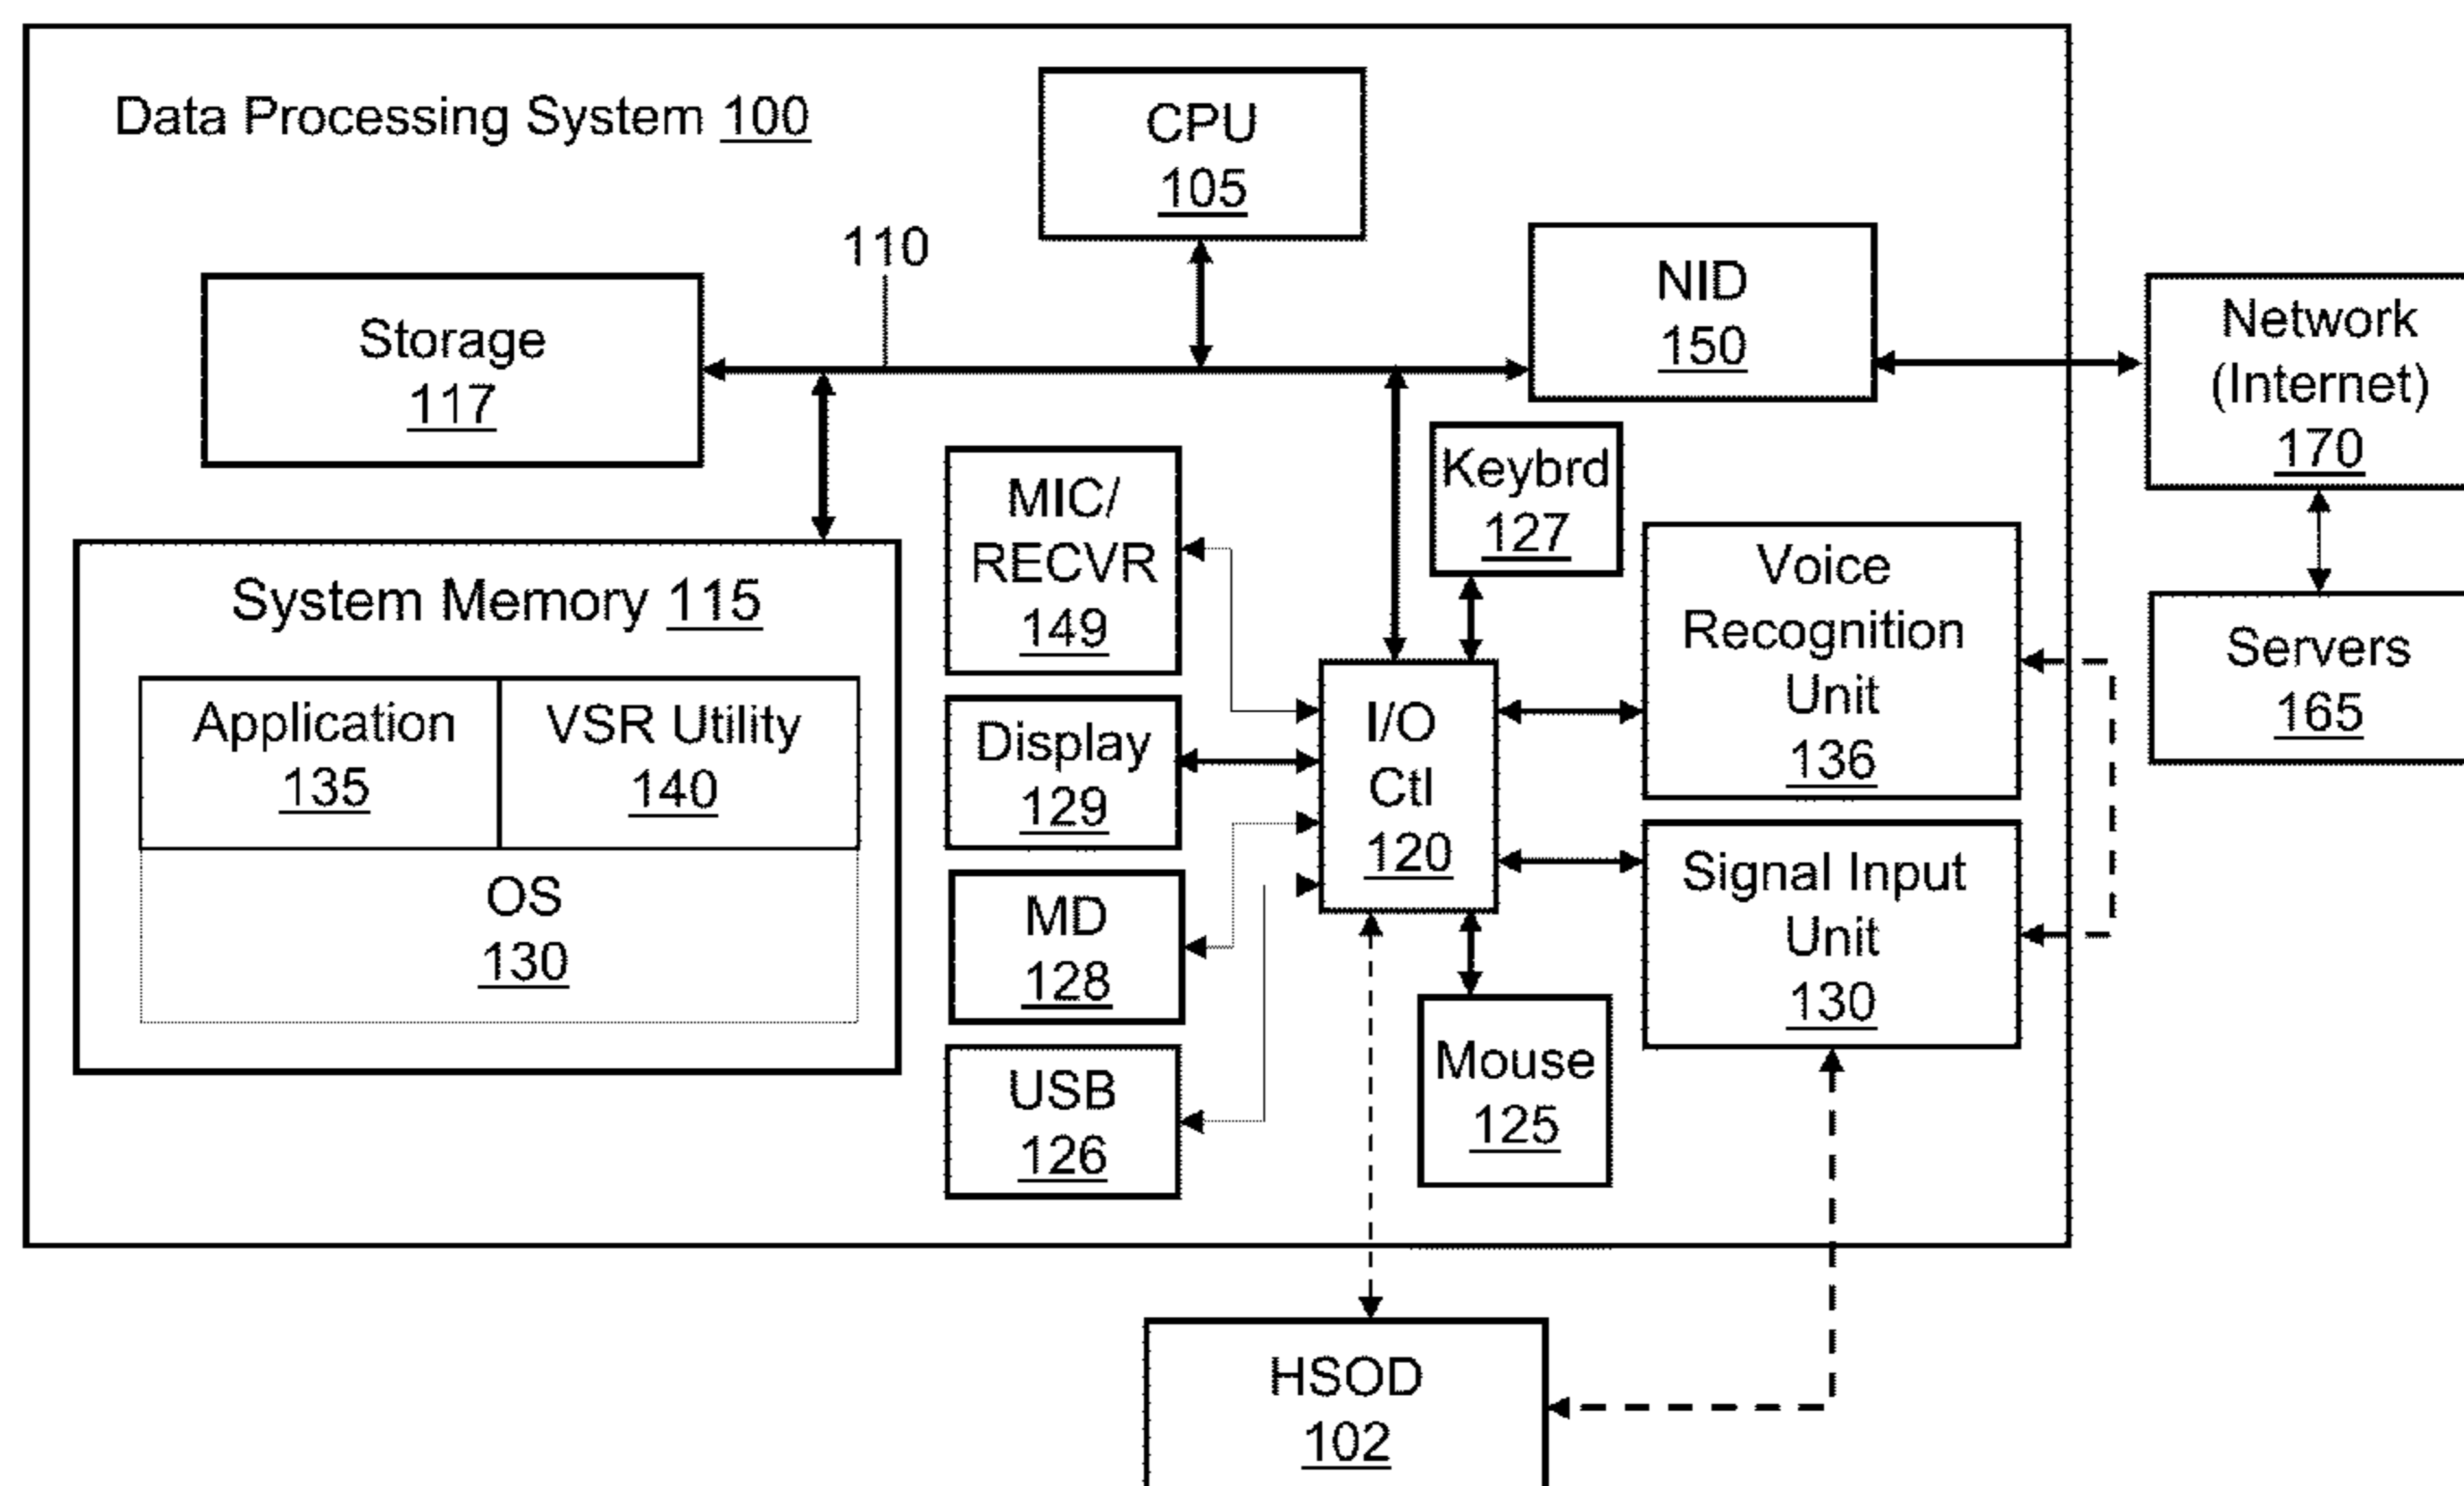 Data Processing System 100
CPU
105
110
NID
150
Storage
117
Network
(Internet)
170
Keybrd
127
MIC/
RECVR
149
Voice
Recognition
Unit
136
System Memory 115
Servers
165
Application
135
VSR Utility
140
Display
129
I/O
Ctl
120
OS
130
Signal Input
Unit
130
MD
128
Mouse
125
USB
126
HSOD
102